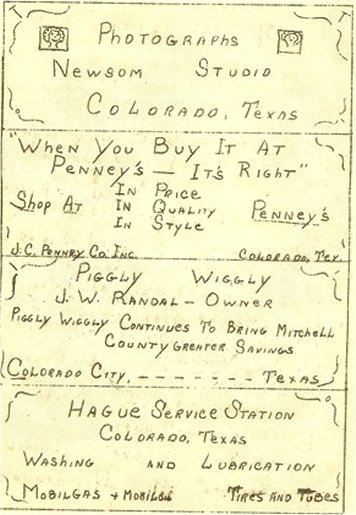 PHOTOGRAPHS
NEWSOM STUDIO
COLORADO, TEXAS
"WHEN YOU BUY IT AT
PENNEY'S — IT'S RIGHT"
SHOP AT IN PRICE
IN QUALITY PENNEY'S
IN STYLE
J.C. PENNEY CO. INC. COLORADO, TEX.
PIGGLY WIGGLY
J. W. RANDAL — OWNER
PIGGLY WIGGLY CONTINUES TO BRING MITCHELL
COUNTY GREATER SAVINGS
COLORADO CITY, - - - - - - - - TEXAS
HAGUE SERVICE STATION
COLORADO, TEXAS
WASHING AND LUBRICATION
MOBILGAS + MOBILOIL TIRES AND TUBES